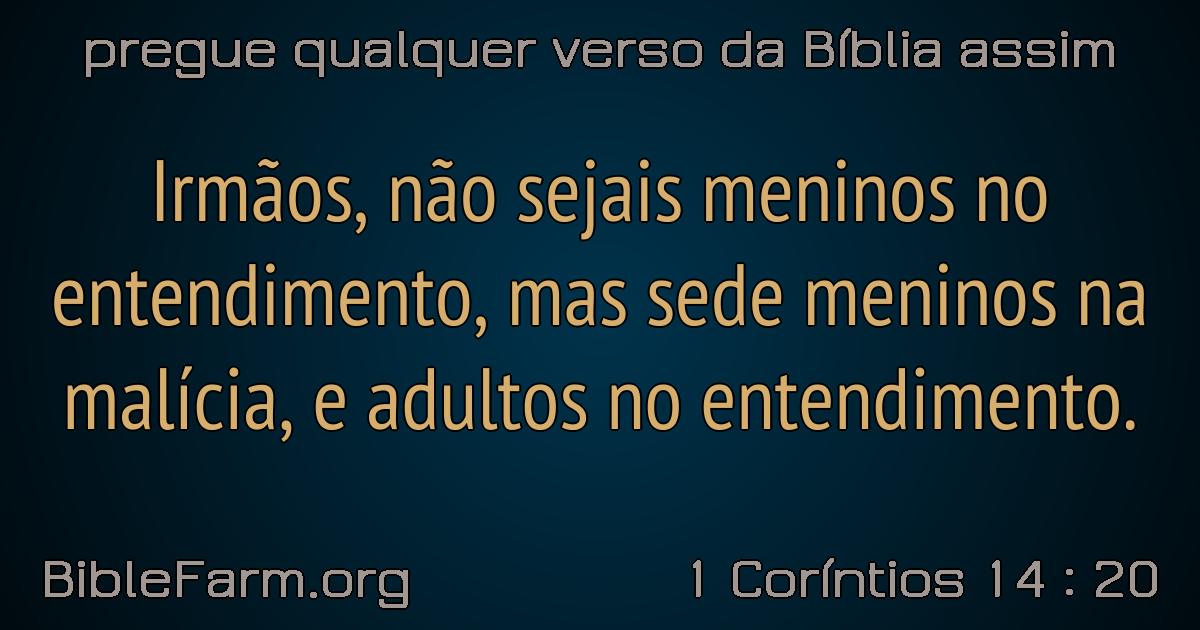 pregue qualquer verso da Bíblia assim
Irmãos, não sejais meninos no
entendimento, mas sede meninos na
malícia, e adultos no entendimento.
BibleFarm.org
1 Coríntios 14 : 20